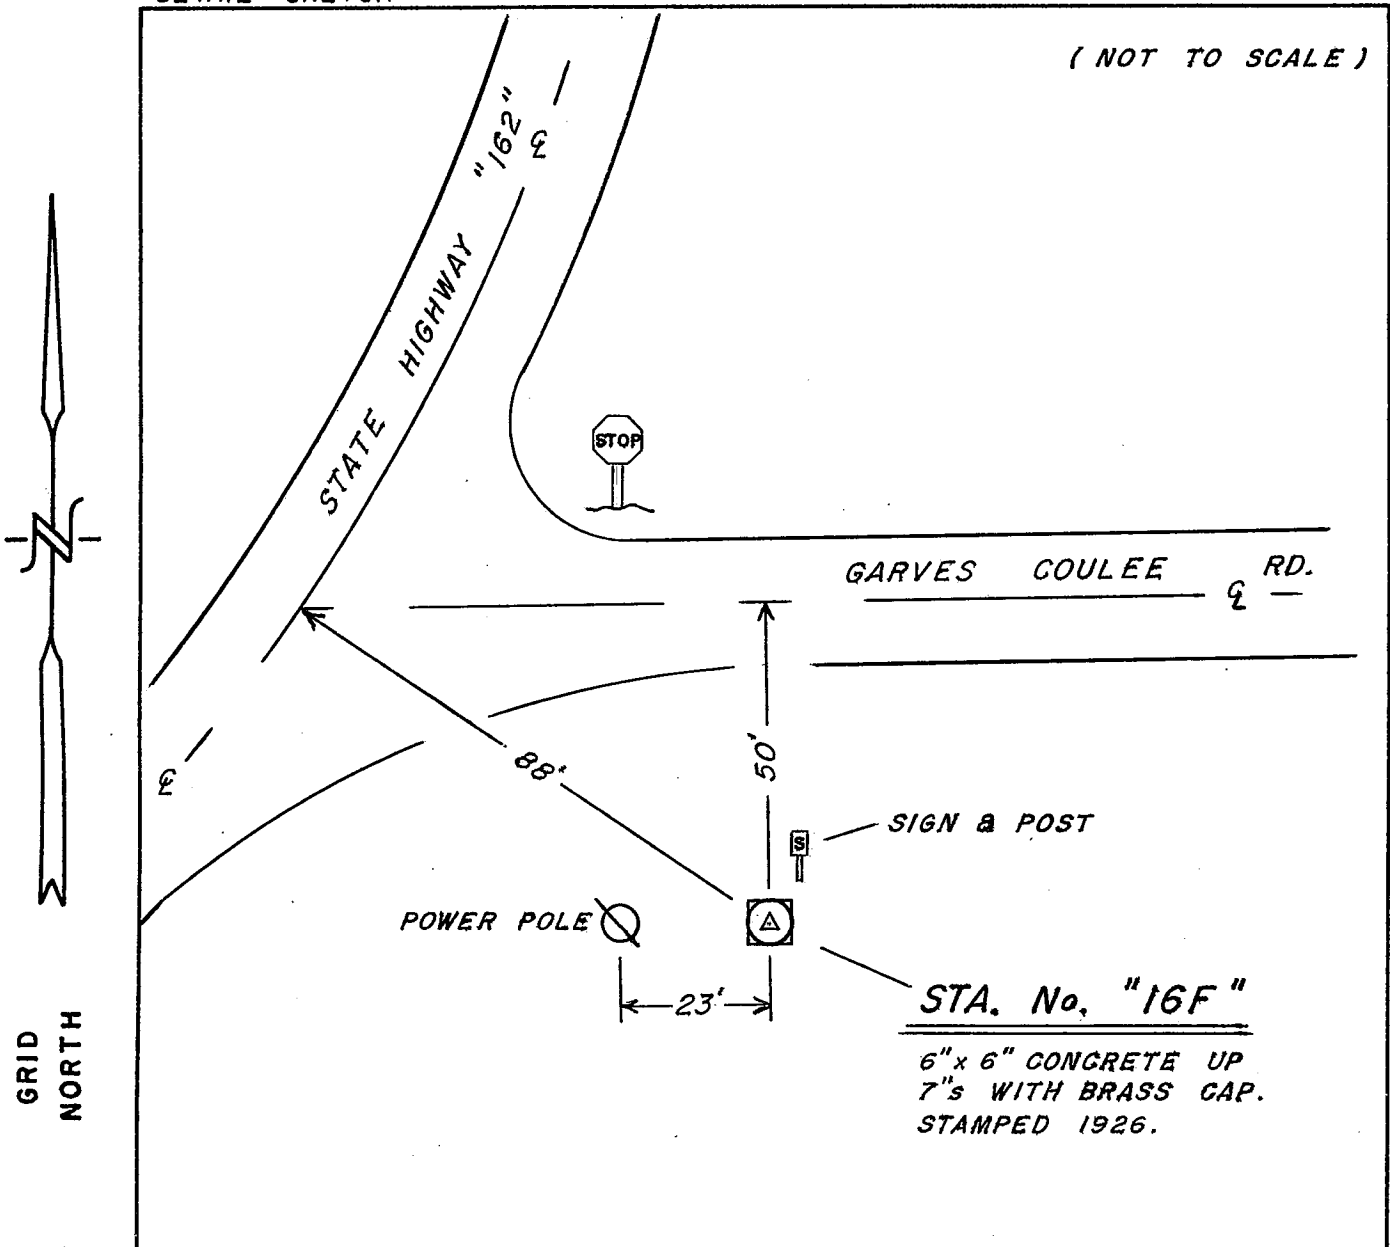 ( NOT TO SCALE )
STATE HIGHWAY "162"
℄
STOP
GARVES COULEE RD.
℄
N
50'
88'
℄
S
SIGN & POST
POWER POLE
23'
STA. No. "16F"
6"x 6" CONCRETE UP
7"s WITH BRASS CAP.
STAMPED 1926.
GRID
NORTH